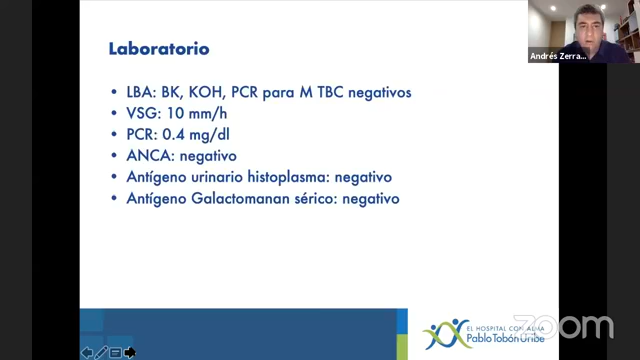 Laboratorio
Andrés Zerra...
• LBA: BK, KOH, PCR para M TBC negativos
• VSG: 10 mm/h
• PCR: 0.4 mg/dl
• ANCA: negativo
• Antígeno urinario histoplasma: negativo
• Antígeno Galactomanan sérico: negativo
EL HOSPITAL CON ALMA
Pablo Tobón Uribe
zoom